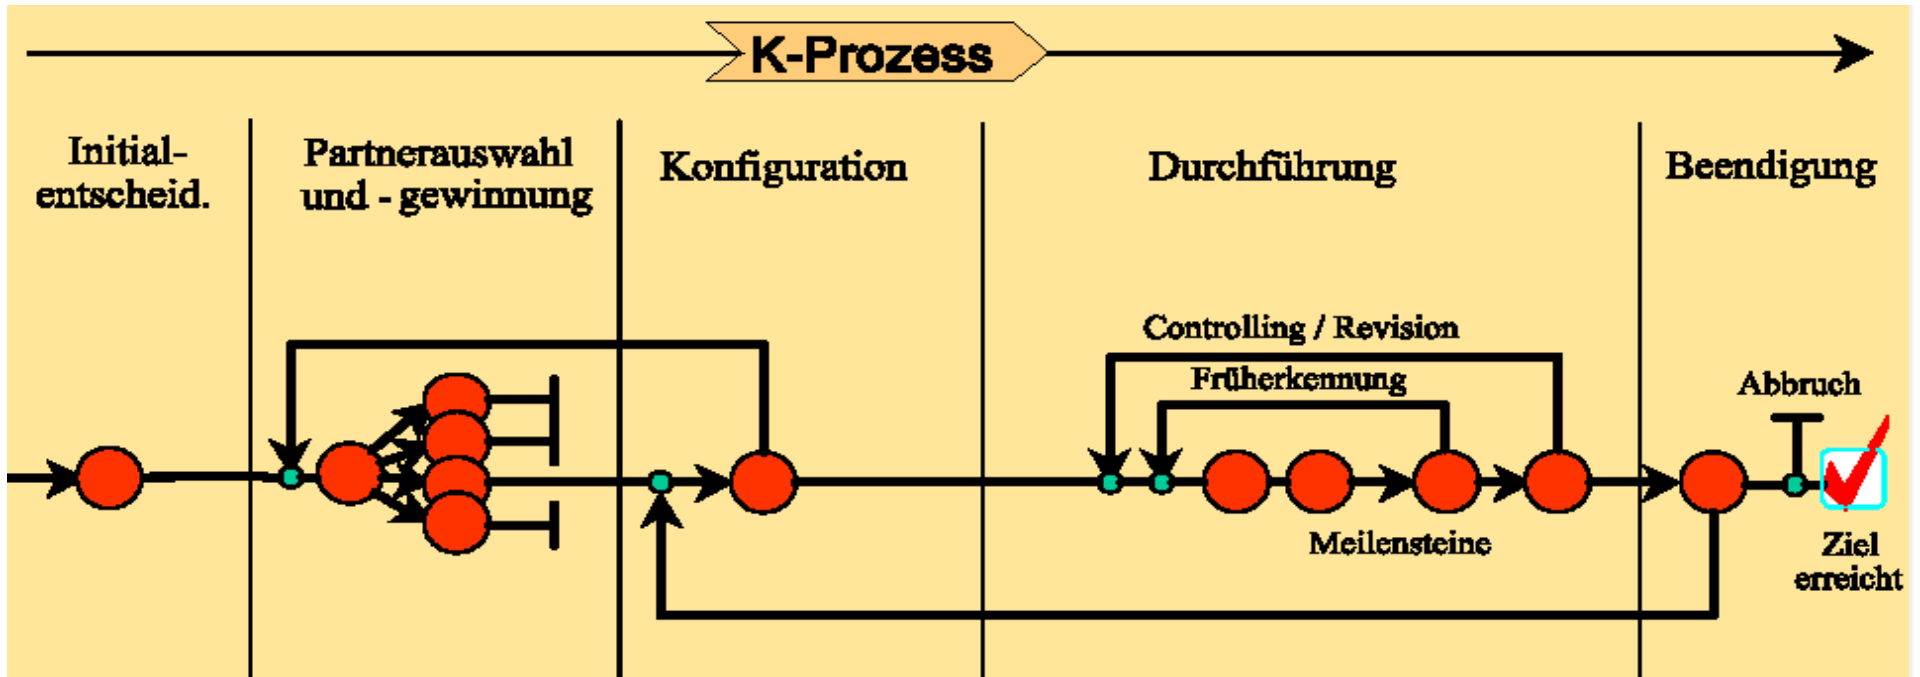 K-Prozess
Initial-
entscheid.
Partnerauswahl
und - gewinnung
Konfiguration
Durchführung
Beendigung
Controlling / Revision
Früherkennung
Meilensteine
Abbruch
Ziel
erreicht